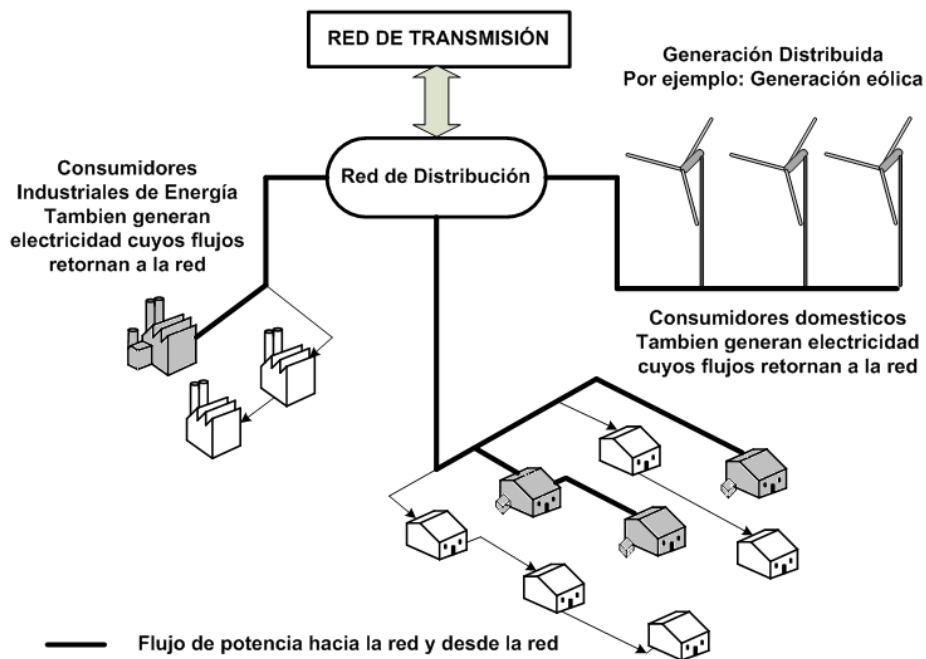 RED DE TRANSMISIÓN
Generación Distribuida
Por ejemplo: Generación eólica
Red de Distribución
Consumidores
Industriales de Energía
Tambien generan
electricidad cuyos flujos
retornan a la red
Consumidores domesticos
Tambien generan electricidad
cuyos flujos retornan a la red
Flujo de potencia hacia la red y desde la red